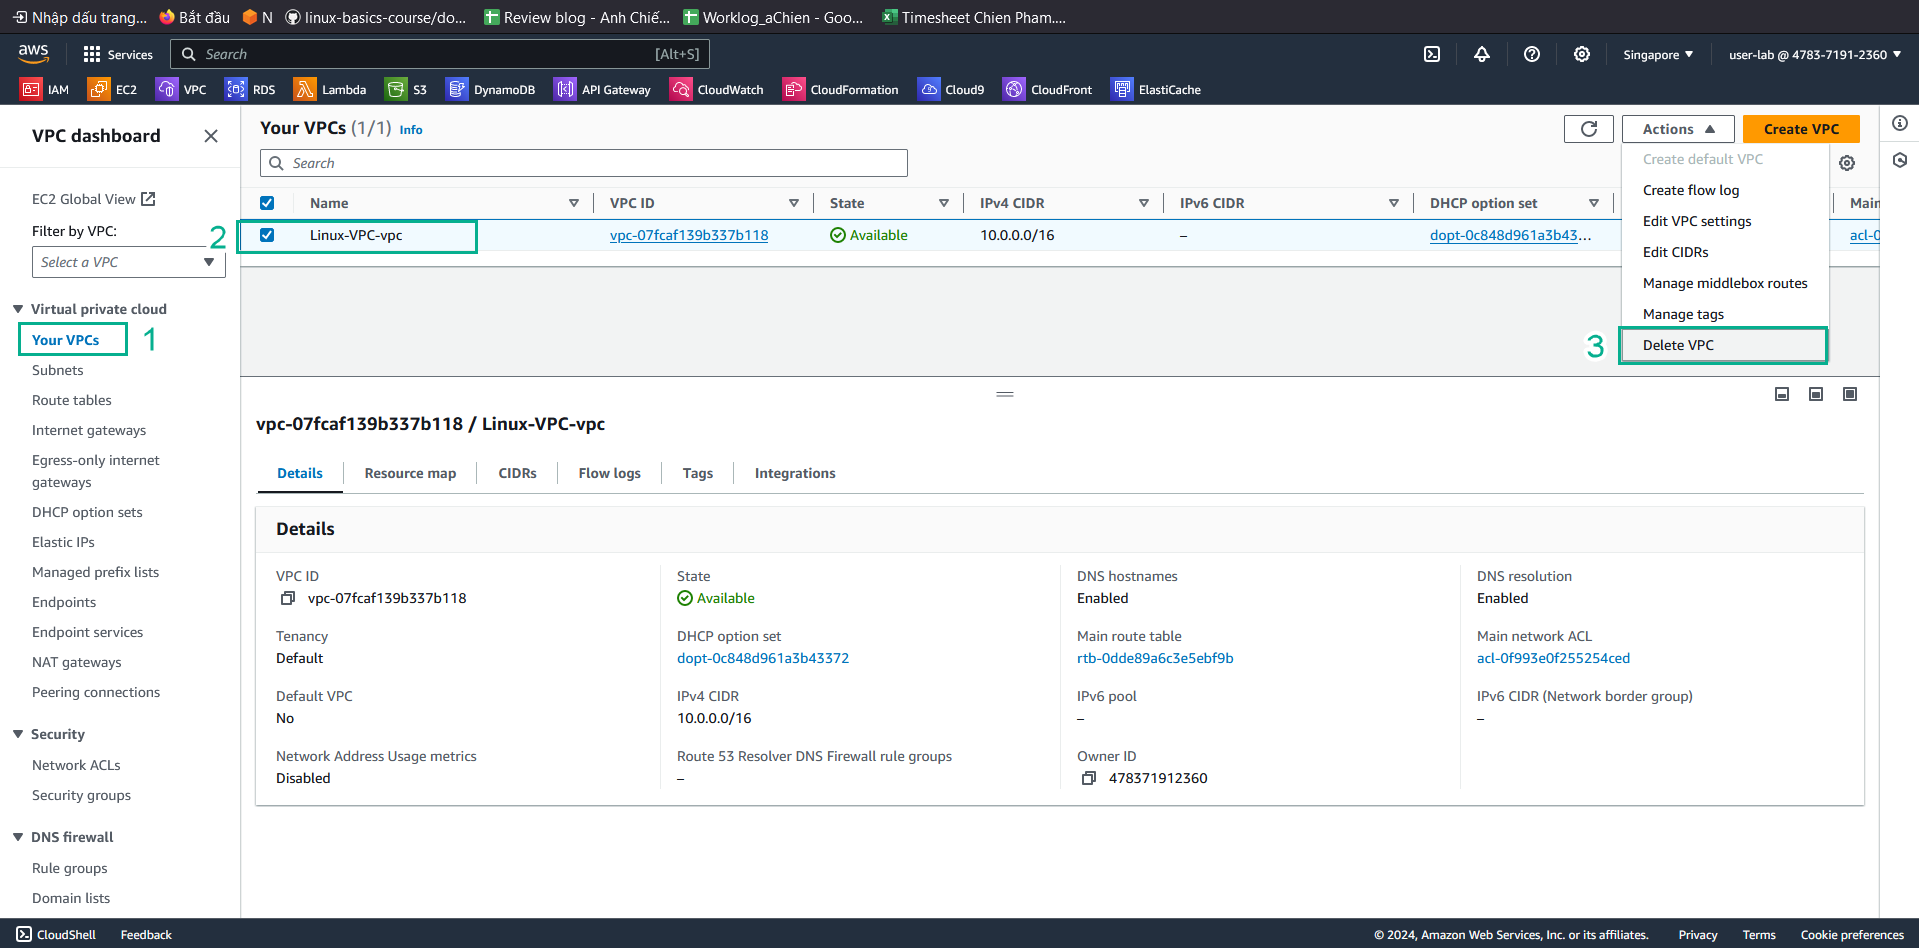 Nhập dấu trang... Bắt đầu N linux-basics-course/do... Review blog - Anh Chiế... Worklog_aChien - Goo... Timesheet Chien Pham....
aws Services Search [Alt+S] Singapore user-lab @ 4783-7191-2360
IAM EC2 VPC RDS Lambda S3 DynamoDB API Gateway CloudWatch CloudFormation Cloud9 CloudFront ElastiCache
VPC dashboard
EC2 Global View
Filter by VPC:
Select a VPC
Virtual private cloud
Your VPCs 1
Subnets
Route tables
Internet gateways
Egress-only internet
gateways
DHCP option sets
Elastic IPs
Managed prefix lists
Endpoints
Endpoint services
NAT gateways
Peering connections
Security
Network ACLs
Security groups
DNS firewall
Rule groups
Domain lists
Your VPCs (1/1) Info
Actions Create VPC
Search
Name VPC ID State IPv4 CIDR IPv6 CIDR DHCP option set Main
2 Linux-VPC-vpc vpc-07fcaf139b337b118 Available 10.0.0.0/16 – dopt-0c848d961a3b43... acl-0
Create default VPC
Create flow log
Edit VPC settings
Edit CIDRs
Manage middlebox routes
Manage tags
3 Delete VPC
vpc-07fcaf139b337b118 / Linux-VPC-vpc
Details Resource map CIDRs Flow logs Tags Integrations
Details
VPC ID State DNS hostnames DNS resolution
vpc-07fcaf139b337b118 Available Enabled Enabled
Tenancy DHCP option set Main route table Main network ACL
Default dopt-0c848d961a3b43372 rtb-0dde89a6c3e5ebf9b acl-0f993e0f255254ced
Default VPC IPv4 CIDR IPv6 pool IPv6 CIDR (Network border group)
No 10.0.0.0/16 – –
Network Address Usage metrics Route 53 Resolver DNS Firewall rule groups Owner ID
Disabled – 478371912360
CloudShell Feedback © 2024, Amazon Web Services, Inc. or its affiliates. Privacy Terms Cookie preferences